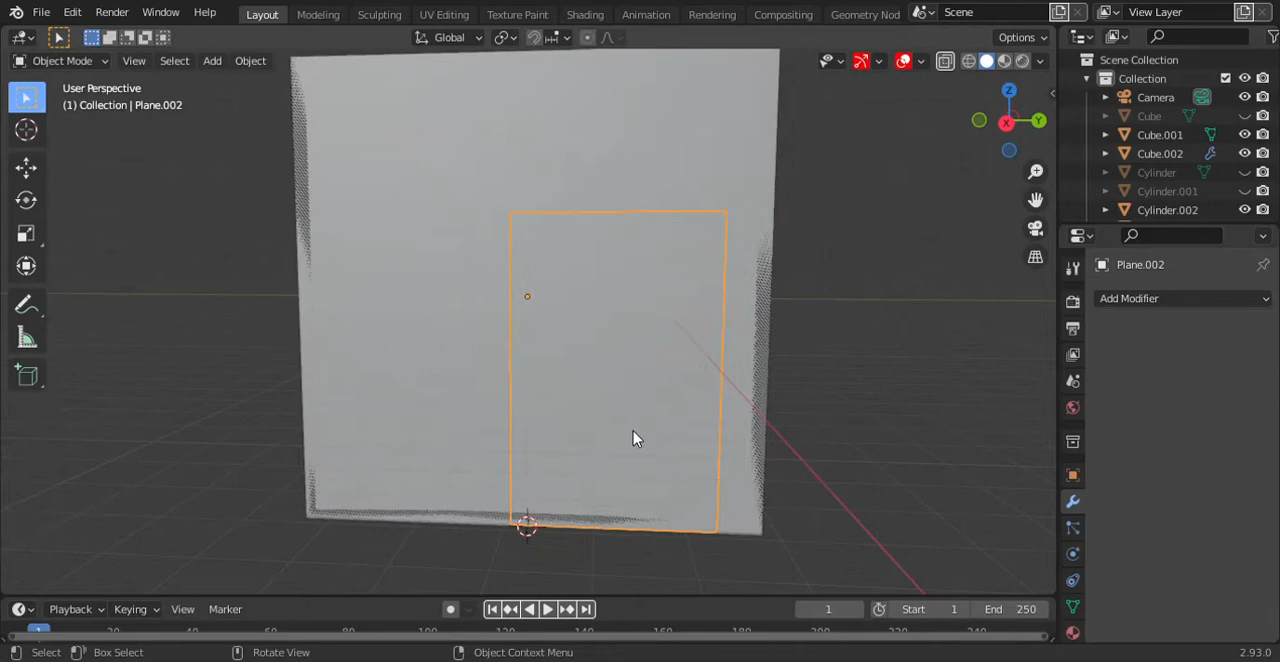 File Edit Render Window Help Layout Modeling Sculpting UV Editing Texture Paint Shading Animation Rendering Compositing Geometry Nod Scene View Layer
Global Options
Object Mode View Select Add Object
User Perspective
(1) Collection | Plane.002
Z
Y
X
Scene Collection
Collection
Camera
Cube
Cube.001
Cube.002
Cylinder
Cylinder.001
Cylinder.002
Plane.002
Add Modifier
Playback Keying View Marker 1 Start 1 End 250
1
Select Box Select Rotate View Object Context Menu 2.93.0